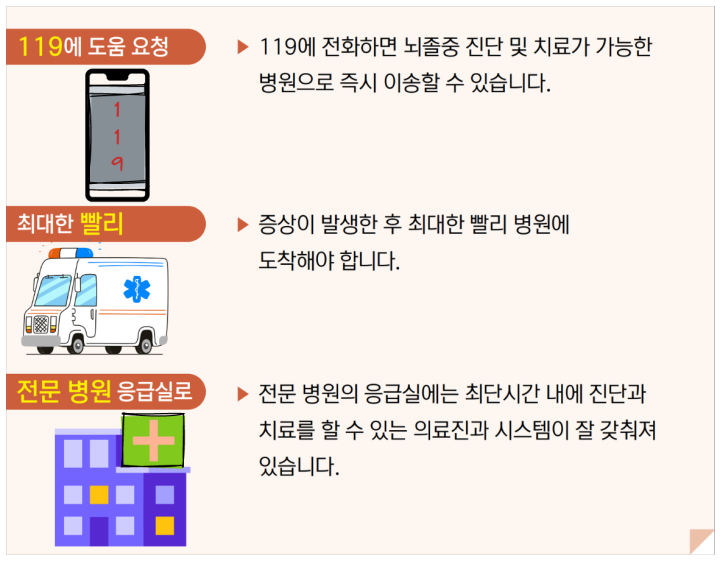 119에 도움 요청
▶ 119에 전화하면 뇌졸중 진단 및 치료가 가능한
병원으로 즉시 이송할 수 있습니다.
1
1
9
최대한 빨리
▶ 증상이 발생한 후 최대한 빨리 병원에
도착해야 합니다.
전문 병원 응급실로
▶ 전문 병원의 응급실에는 최단시간 내에 진단과
치료를 할 수 있는 의료진과 시스템이 잘 갖춰져
있습니다.